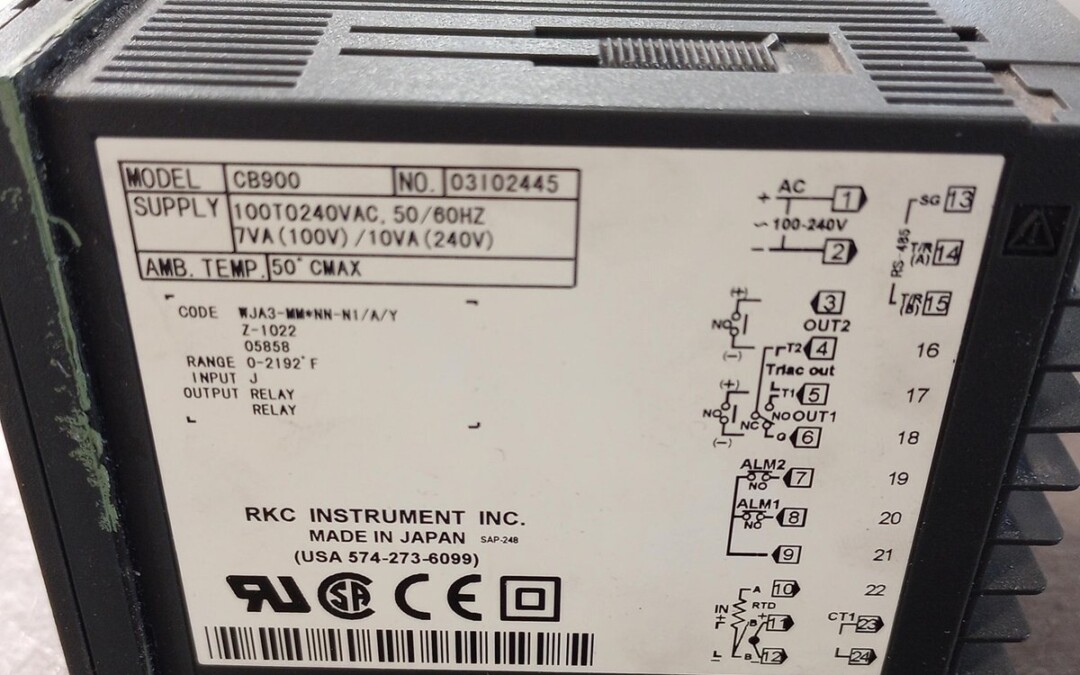 MODEL CB900 NO. 03I02445
SUPPLY 100TO240VAC, 50/60HZ
7VA(100V)/10VA(240V)
AMB. TEMP. 50°CMAX
CODE WJA3-MM*NN-N1/A/Y
Z-1022
05858
RANGE 0-2192°F
INPUT J
OUTPUT RELAY
RELAY
RKC INSTRUMENT INC.
MADE IN JAPAN SAP-248
(USA 574-273-6099)
CE
+ AC 1
~ 100-240V
− 2
(+) 3
NO OUT2
(−) T2 4
Triac out
(+) T1 5
NO NC NO OUT1
(−) G 6
ALM2 7
NO
ALM1 8
NO
9
A 10
IN RTD
+ B + 11
− B 12
SG 13
RS-485
T/R (A) 14
T/R (B) 15
16
17
18
19
20
21
22
CT1 23
24